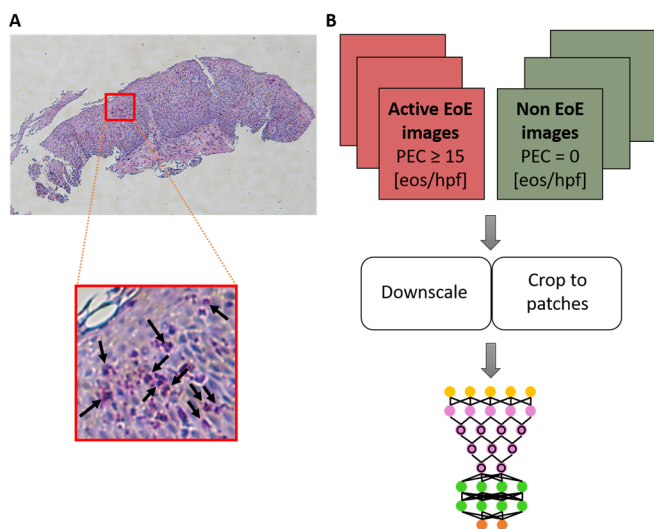 A
B
Active EoE
images
PEC ≥ 15
[eos/hpf]
Non EoE
images
PEC = 0
[eos/hpf]
Downscale
Crop to
patches